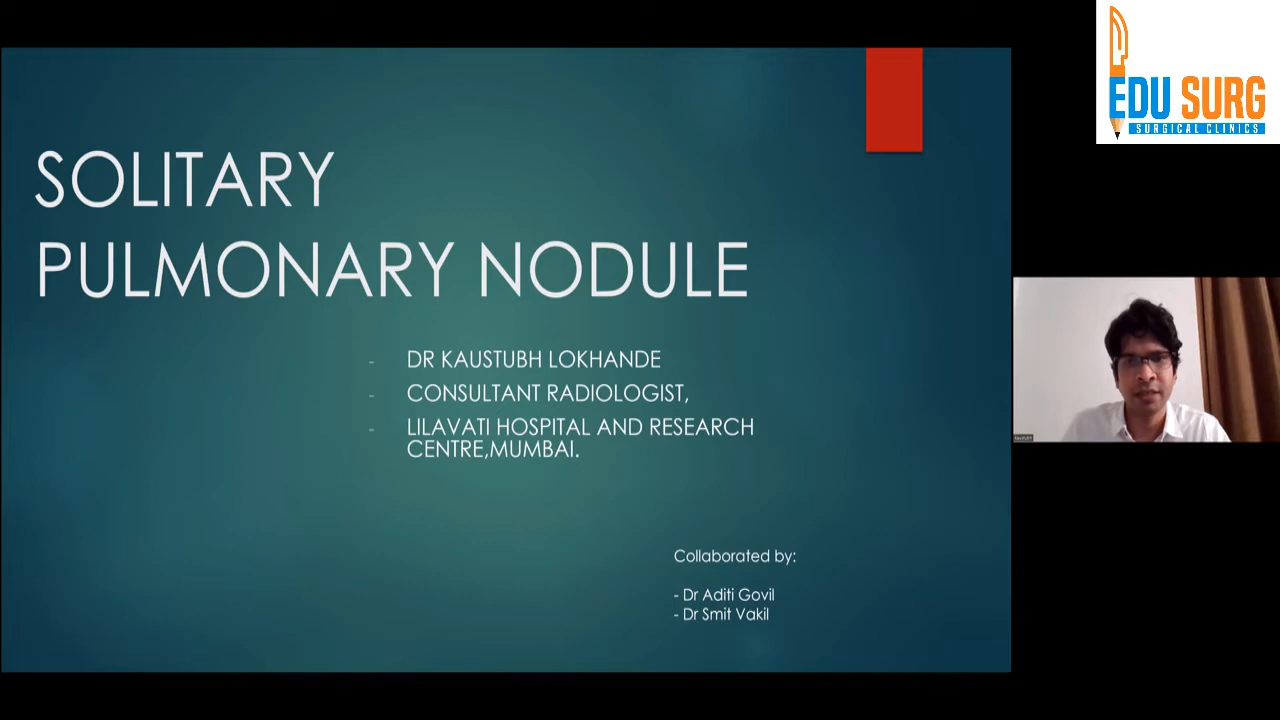 EDU SURG
SURGICAL CLINICS
SOLITARY
PULMONARY NODULE
- DR KAUSTUBH LOKHANDE
- CONSULTANT RADIOLOGIST,
- LILAVATI HOSPITAL AND RESEARCH
CENTRE,MUMBAI.
Collaborated by:
- Dr Aditi Govil
- Dr Smit Vakil